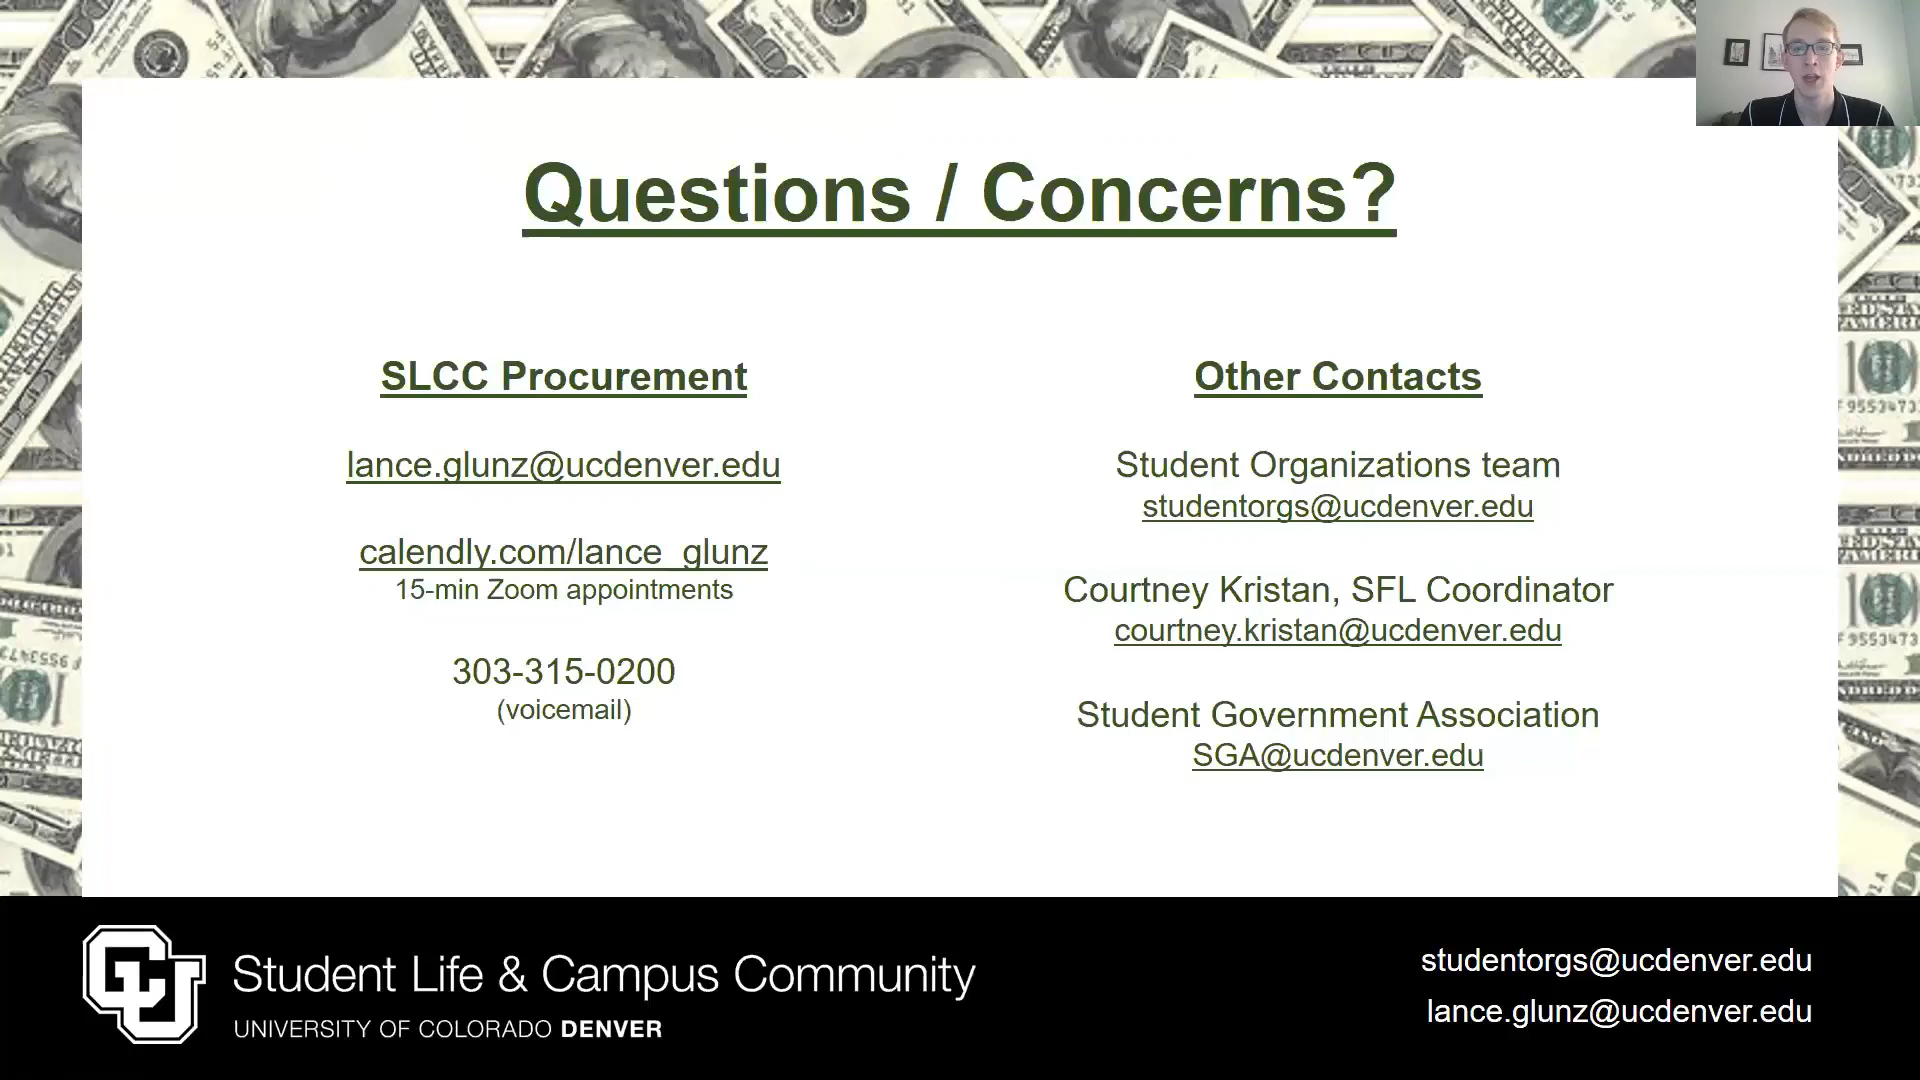 Questions / Concerns?
SLCC Procurement
lance.glunz@ucdenver.edu
calendly.com/lance_glunz
15-min Zoom appointments
303-315-0200
(voicemail)
Other Contacts
Student Organizations team
studentorgs@ucdenver.edu
Courtney Kristan, SFL Coordinator
courtney.kristan@ucdenver.edu
Student Government Association
SGA@ucdenver.edu
CU
Student Life & Campus Community
UNIVERSITY OF COLORADO DENVER
studentorgs@ucdenver.edu
lance.glunz@ucdenver.edu